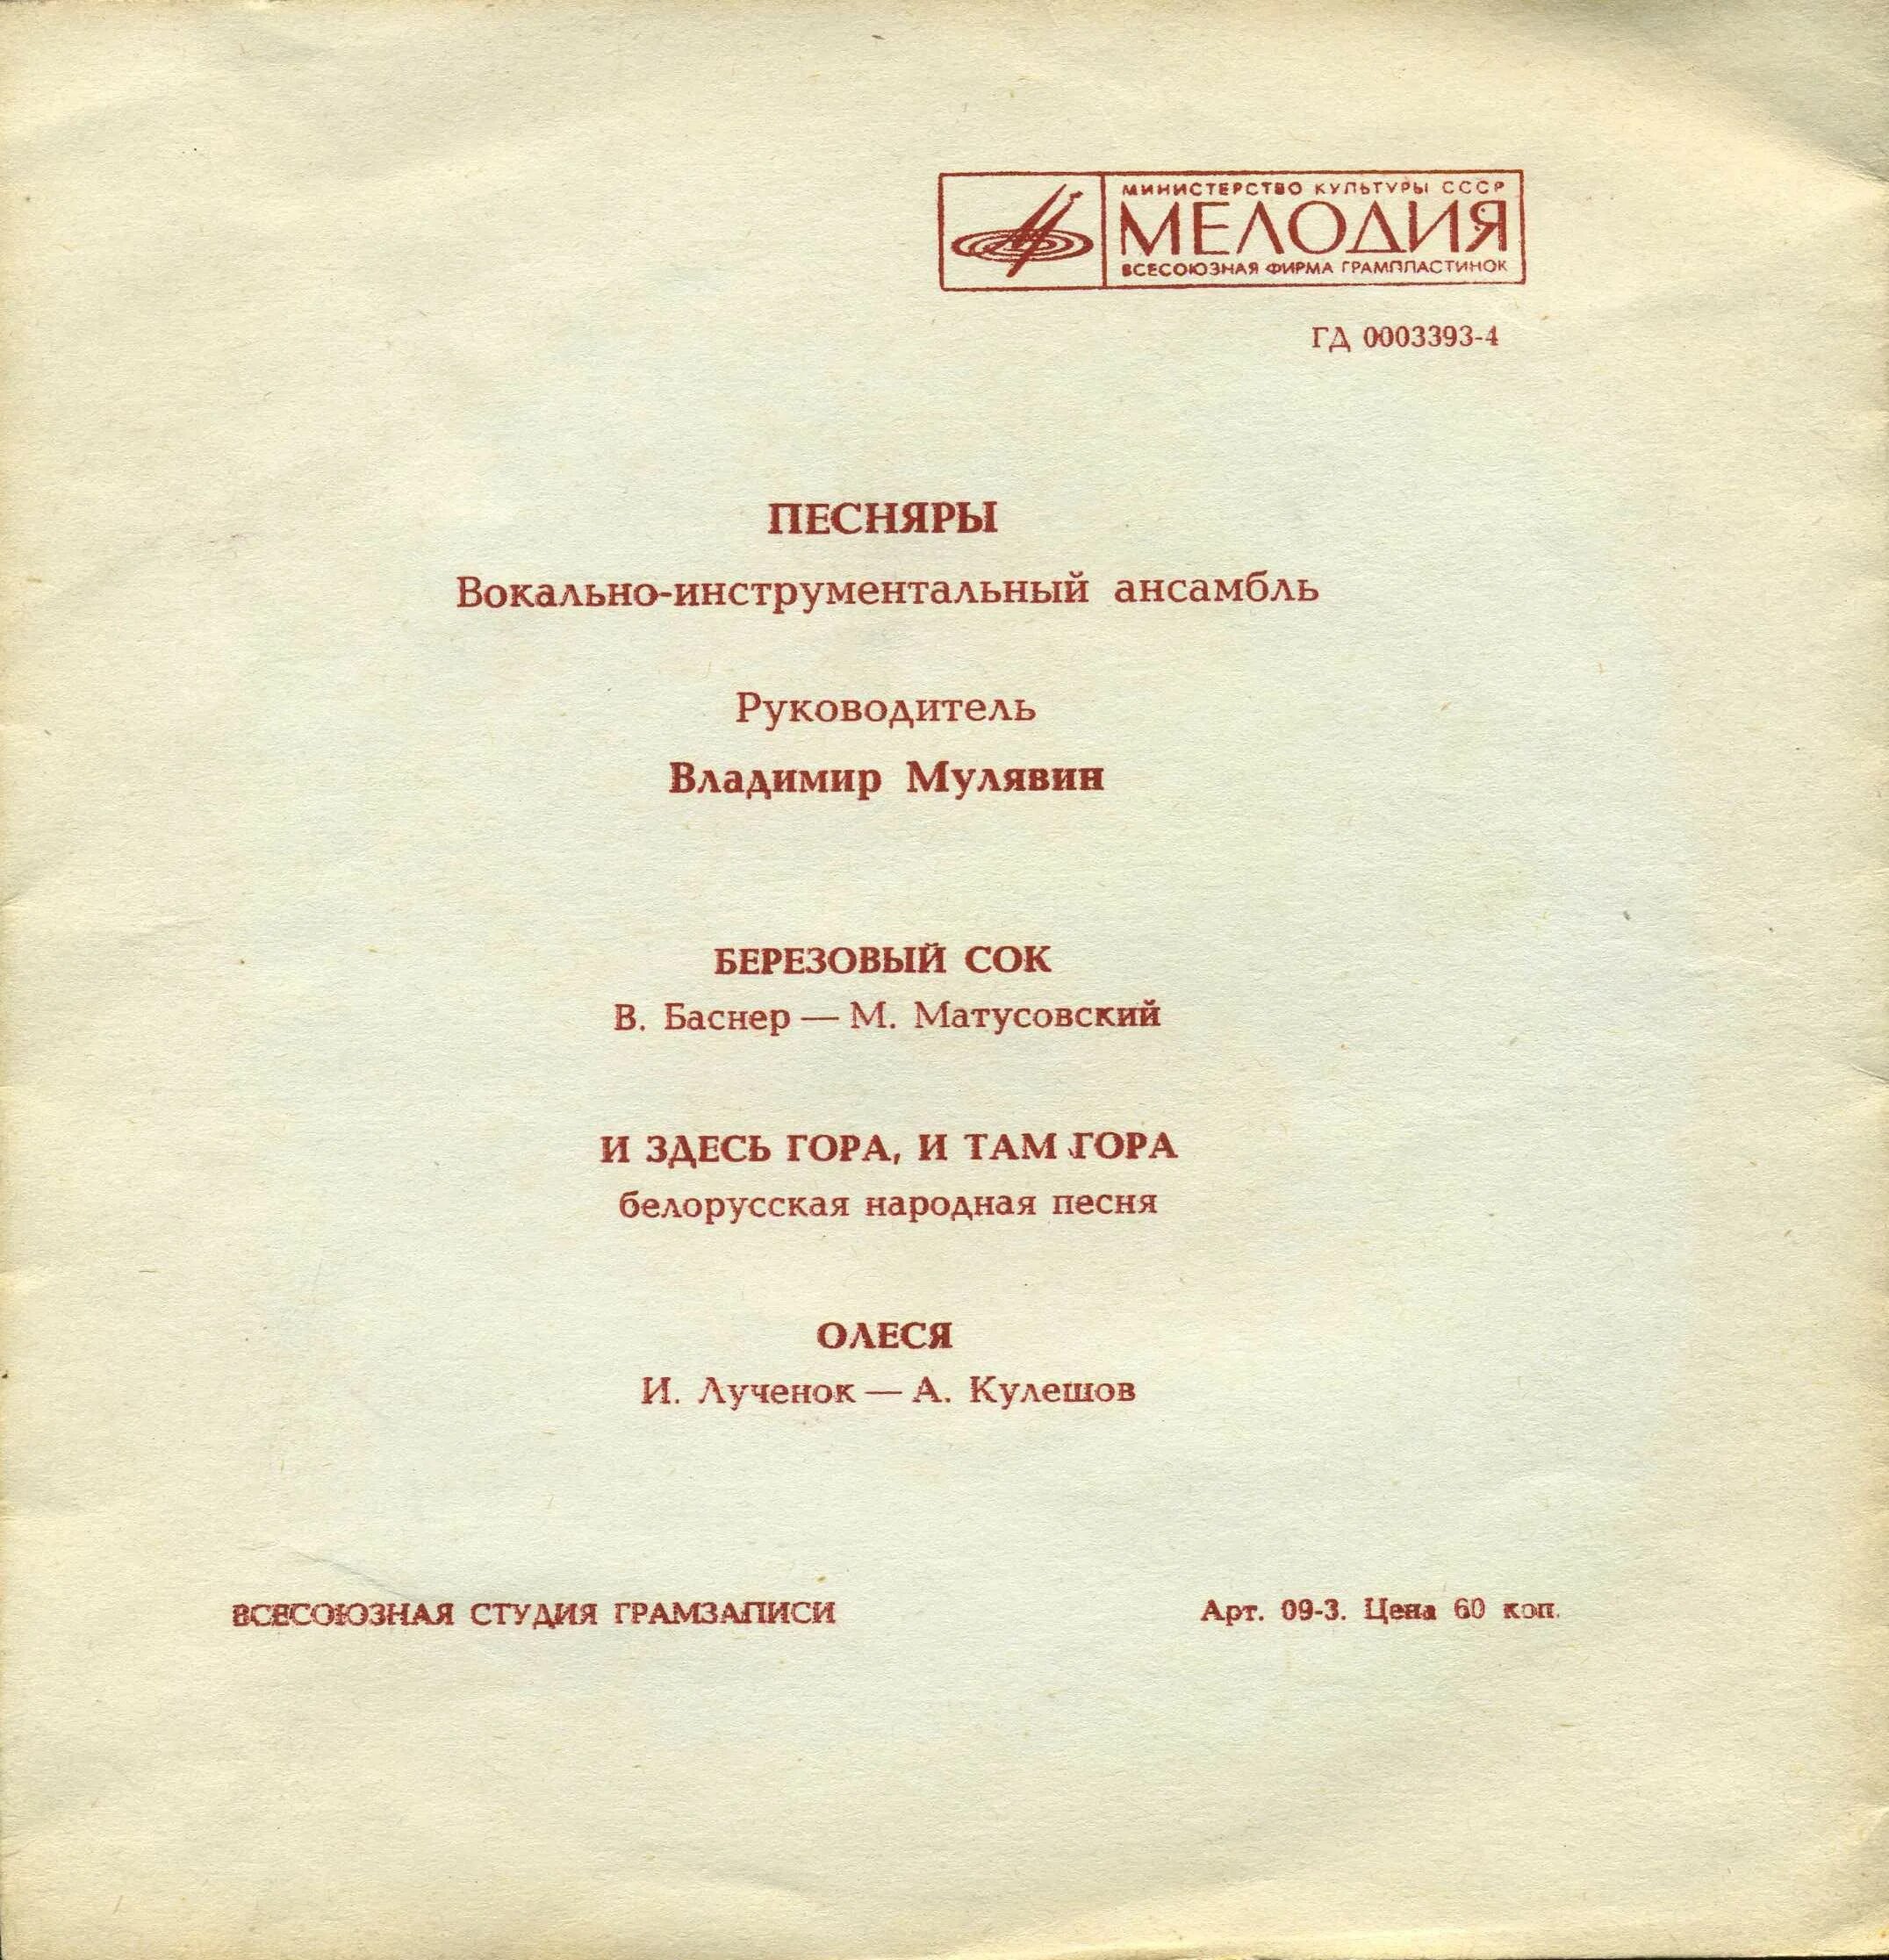 МИНИСТЕРСТВО КУЛЬТУРЫ СССР
МЕЛОДИЯ
ВСЕСОЮЗНАЯ ФИРМА ГРАМПЛАСТИНОК
ГД 0003393-4
ПЕСНЯРЫ
Вокально-инструментальный ансамбль
Руководитель
Владимир Мулявин
БЕРЕЗОВЫЙ СОК
В. Баснер — М. Матусовский
И ЗДЕСЬ ГОРА, И ТАМ ГОРА
белорусская народная песня
ОЛЕСЯ
И. Лученок — А. Кулешов
ВСЕСОЮЗНАЯ СТУДИЯ ГРАМЗАПИСИ
Арт. 09-3. Цена 60 коп.